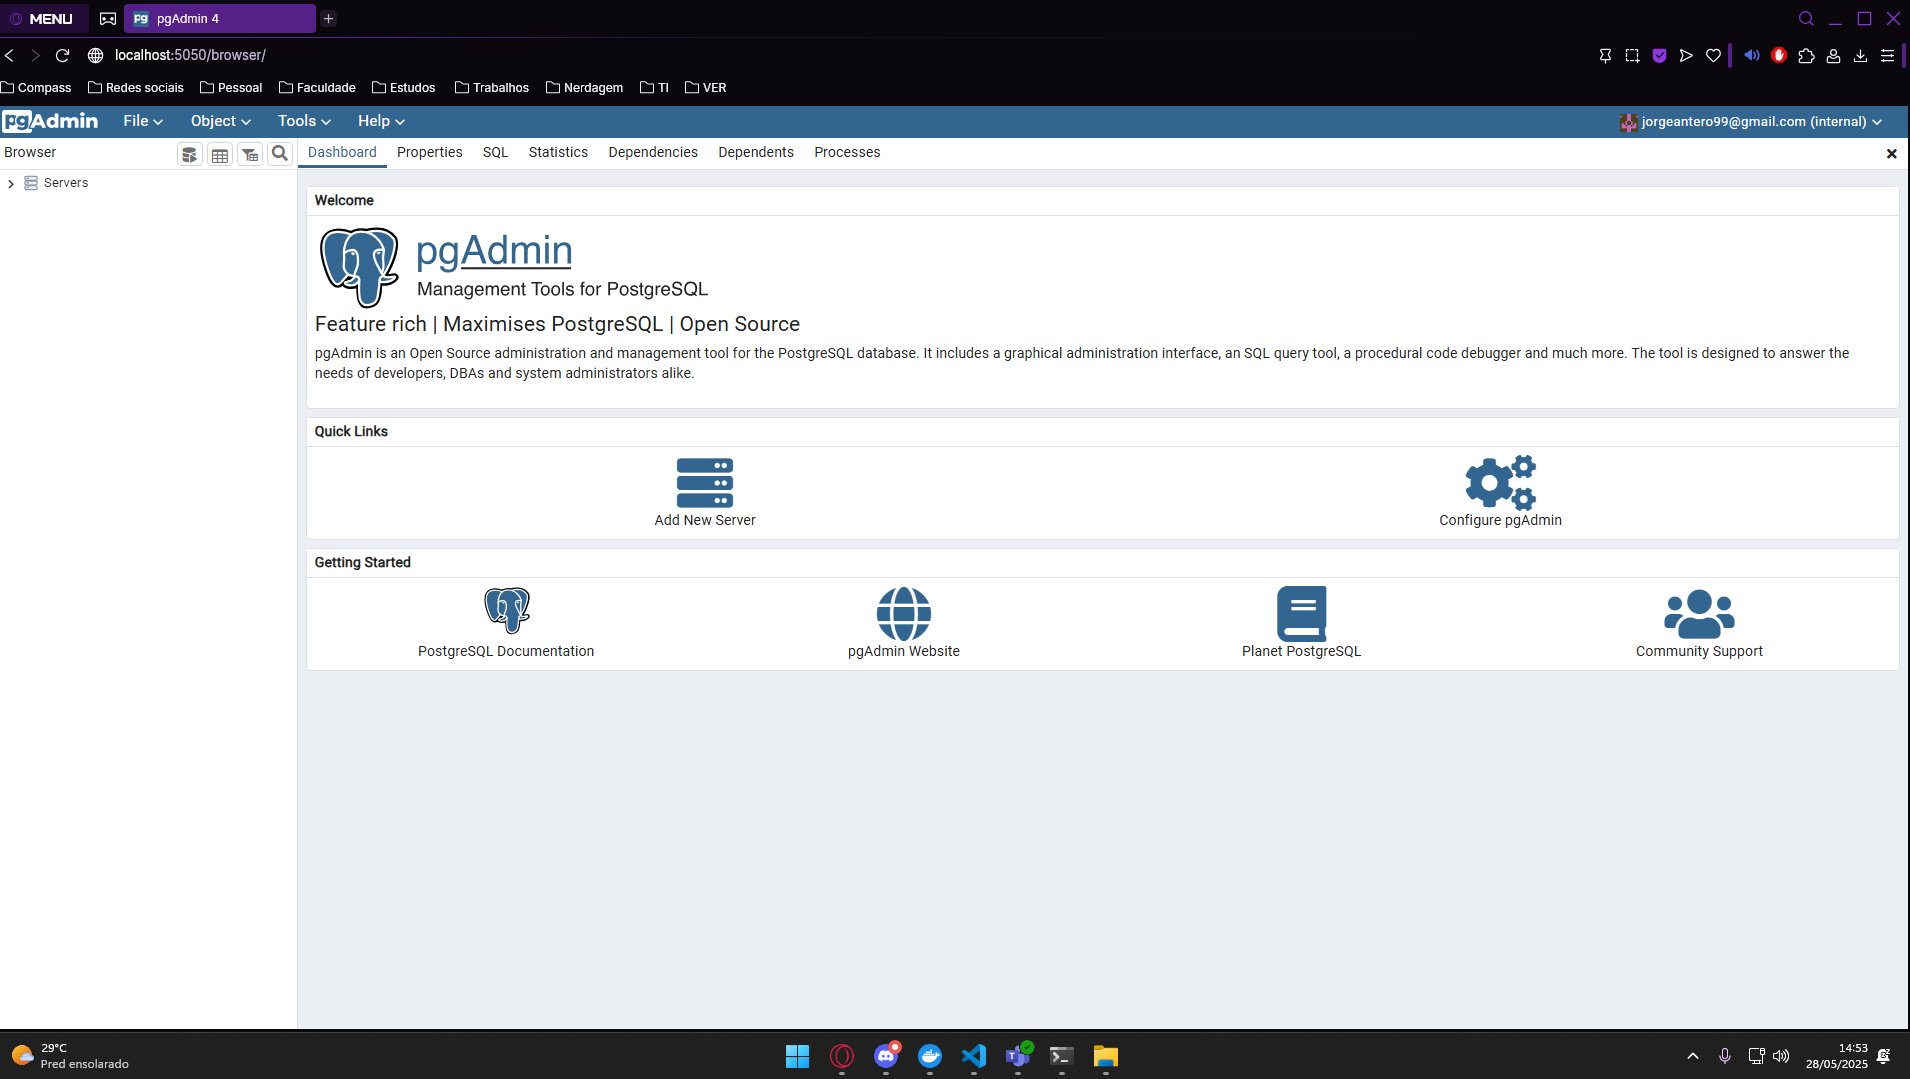 MENU
pgAdmin 4
localhost:5050/browser/
Compass Redes sociais Pessoal Faculdade Estudos Trabalhos Nerdagem TI VER
pgAdmin File Object Tools Help jorgeantero99@gmail.com (internal)
Browser
Dashboard Properties SQL Statistics Dependencies Dependents Processes
Servers
Welcome
pgAdmin
Management Tools for PostgreSQL
Feature rich | Maximises PostgreSQL | Open Source
pgAdmin is an Open Source administration and management tool for the PostgreSQL database. It includes a graphical administration interface, an SQL query tool, a procedural code debugger and much more. The tool is designed to answer the
needs of developers, DBAs and system administrators alike.
Quick Links
Add New Server
Configure pgAdmin
Getting Started
PostgreSQL Documentation
pgAdmin Website
Planet PostgreSQL
Community Support
29°C
Pred ensolarado
14:53
28/05/2025